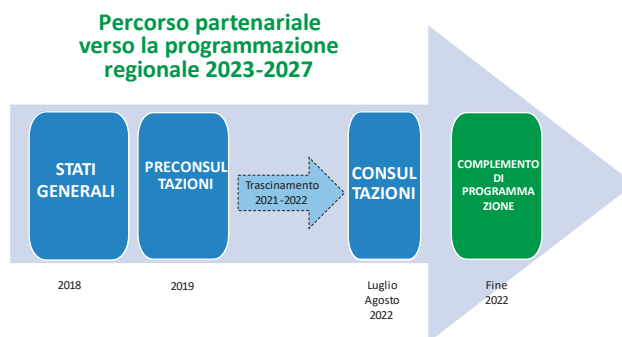 Percorso partenariale
verso la programmazione
regionale 2023-2027
STATI
GENERALI
PRECONSUL
TAZIONI
Trascinamento
2021-2022
CONSUL
TAZIONI
COMPLEMENTO
DI
PROGRAMMA
ZIONE
2018
2019
Luglio
Agosto
2022
Fine
2022